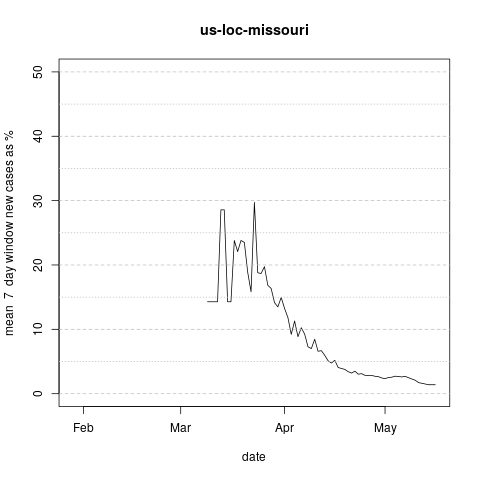 us-loc-missouri
mean 7 day window new cases as %
50
40
30
20
10
0
Feb
Mar
Apr
May
date